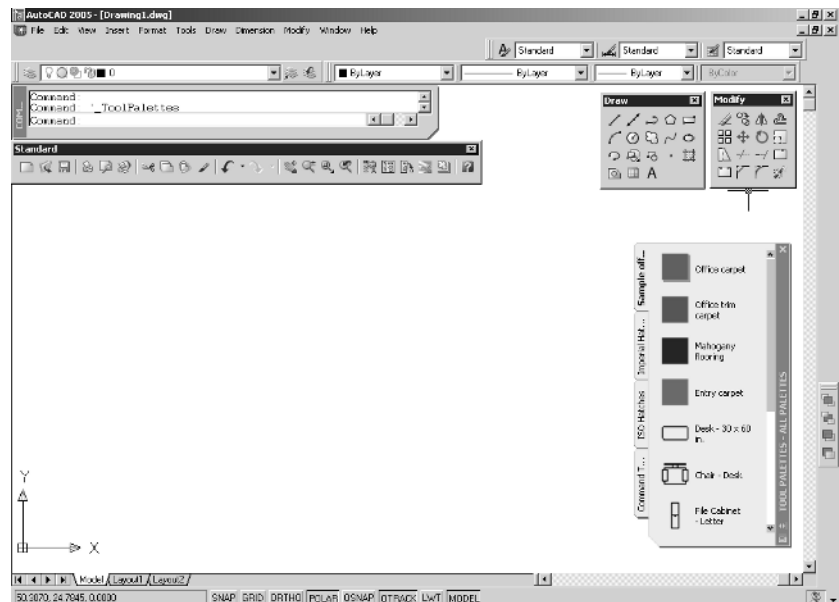 AutoCAD 2005 - [Drawing1.dwg]
File Edit View Insert Format Tools Draw Dimension Modify Window Help
Standard Standard Standard
0 ByLayer ByLayer ByLayer ByColor
COM...
Command:
Command: '_ToolPalettes
Command:
Draw
Modify
Standard
A
Sample off...
Imperial Hat...
ISO Hatches
Command T...
Office carpet
Office trim
carpet
Mahogany
flooring
Entry carpet
Desk - 30 x 60
in.
Chair - Desk
File Cabinet
- Letter
TOOL PALETTES - ALL PALETTES
Y
X
Model Layout1 Layout2
50.3070, 24.7845, 0.0000 SNAP GRID ORTHO POLAR OSNAP OTRACK LWT MODEL